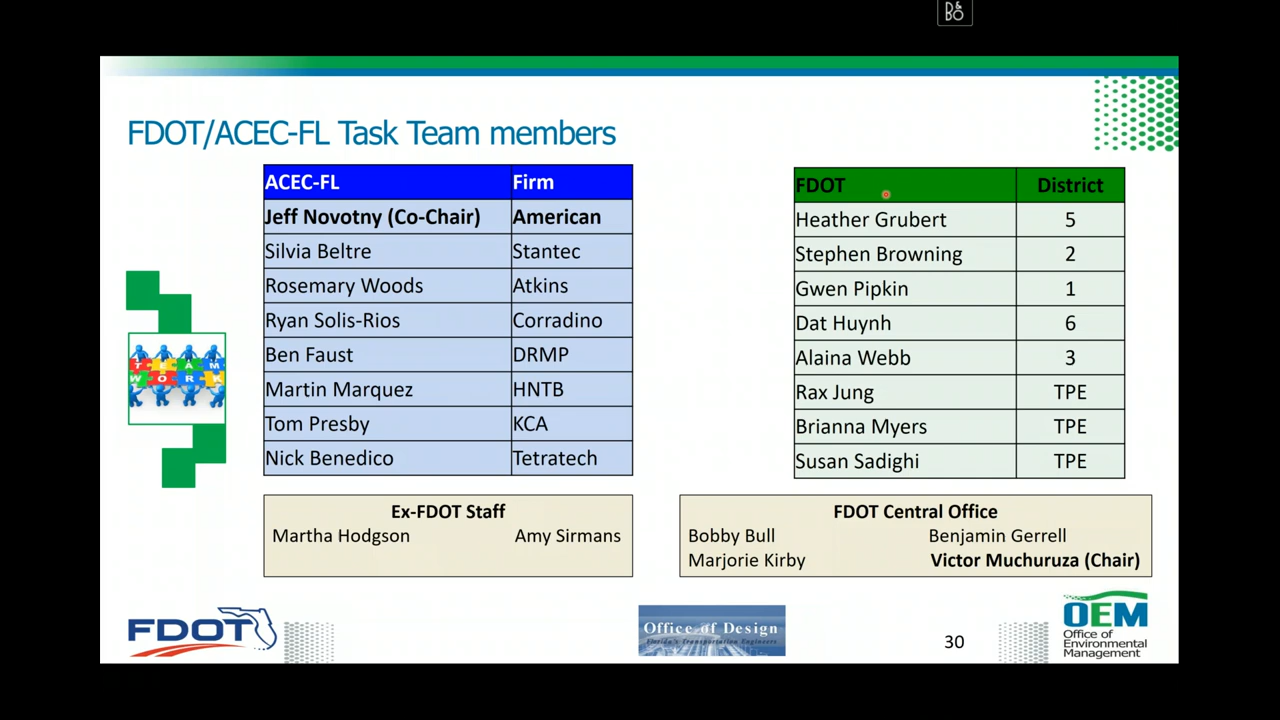 B&O
FDOT/ACEC-FL Task Team members
ACEC-FL Firm
Jeff Novotny (Co-Chair) American
Silvia Beltre Stantec
Rosemary Woods Atkins
Ryan Solis-Rios Corradino
Ben Faust DRMP
Martin Marquez HNTB
Tom Presby KCA
Nick Benedico Tetratech
FDOT District
Heather Grubert 5
Stephen Browning 2
Gwen Pipkin 1
Dat Huynh 6
Alaina Webb 3
Rax Jung TPE
Brianna Myers TPE
Susan Sadighi TPE
TEAM
WORK
Ex-FDOT Staff
Martha Hodgson Amy Sirmans
FDOT Central Office
Bobby Bull Benjamin Gerrell
Marjorie Kirby Victor Muchuruza (Chair)
FDOT
Office of Design
Florida's Transportation Engineers
30
OEM
Office of
Environmental
Management